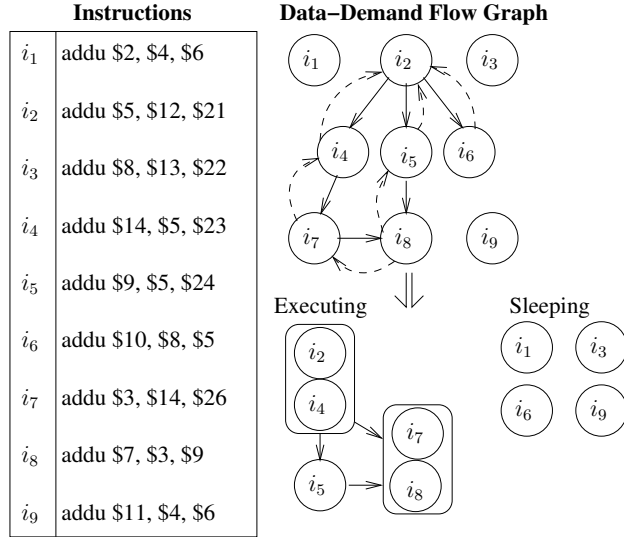 Instructions
i1 addu $2, $4, $6
i2 addu $5, $12, $21
i3 addu $8, $13, $22
i4 addu $14, $5, $23
i5 addu $9, $5, $24
i6 addu $10, $8, $5
i7 addu $3, $14, $26
i8 addu $7, $3, $9
i9 addu $11, $4, $6
Data−Demand Flow Graph
i1 i2 i3
i4 i5 i6
i7 i8 i9
Executing
i2
i4
i7
i5 i8
Sleeping
i1 i3
i6 i9